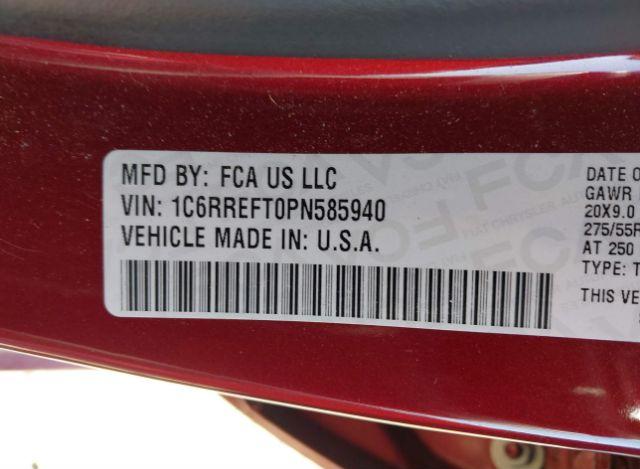 MFD BY: FCA US LLC
VIN: 1C6RREFT0PN585940
VEHICLE MADE IN: U.S.A.
DATE O
GAWR
20X9.0
275/55R
AT 250
TYPE: T
THIS VE